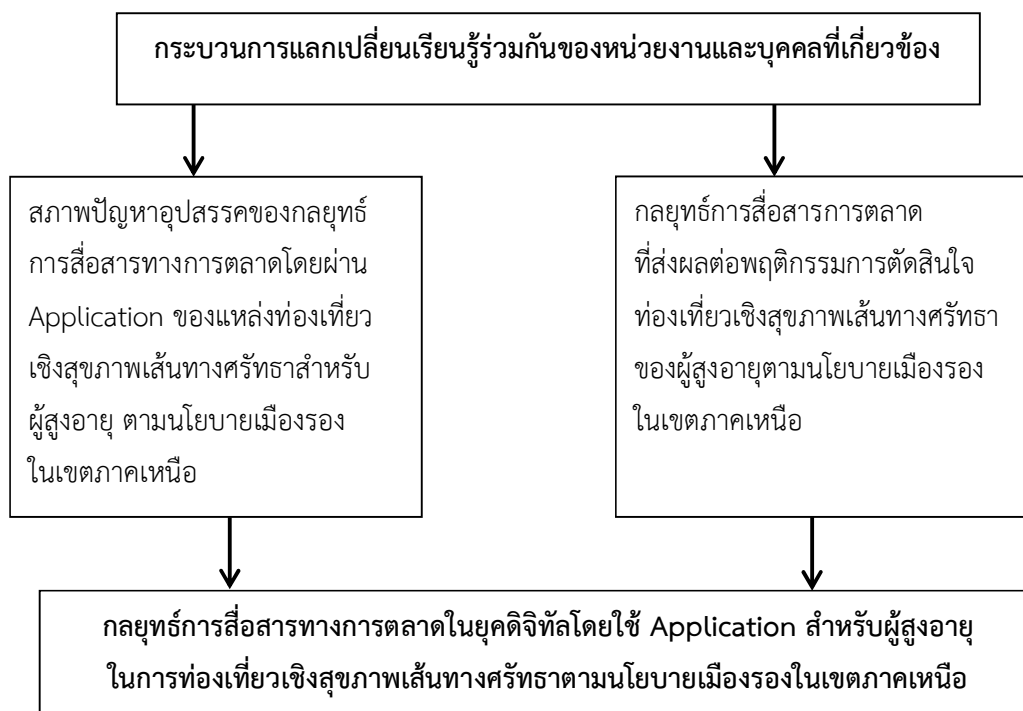 กระบวนการแลกเปลี่ยนเรียนรู้ร่วมกันของหน่วยงานและบุคคลที่เกี่ยวข้อง
สภาพปัญหาอุปสรรคของกลยุทธ์
การสื่อสารทางการตลาดโดยผ่าน
Application ของแหล่งท่องเที่ยว
เชิงสุขภาพเส้นทางศรัทธาสำหรับ
ผู้สูงอายุ ตามนโยบายเมืองรอง
ในเขตภาคเหนือ
กลยุทธ์การสื่อสารการตลาด
ที่ส่งผลต่อพฤติกรรมการตัดสินใจ
ท่องเที่ยวเชิงสุขภาพเส้นทางศรัทธา
ของผู้สูงอายุตามนโยบายเมืองรอง
ในเขตภาคเหนือ
กลยุทธ์การสื่อสารทางการตลาดในยุคดิจิทัลโดยใช้ Application สำหรับผู้สูงอายุ
ในการท่องเที่ยวเชิงสุขภาพเส้นทางศรัทธาตามนโยบายเมืองรองในเขตภาคเหนือ